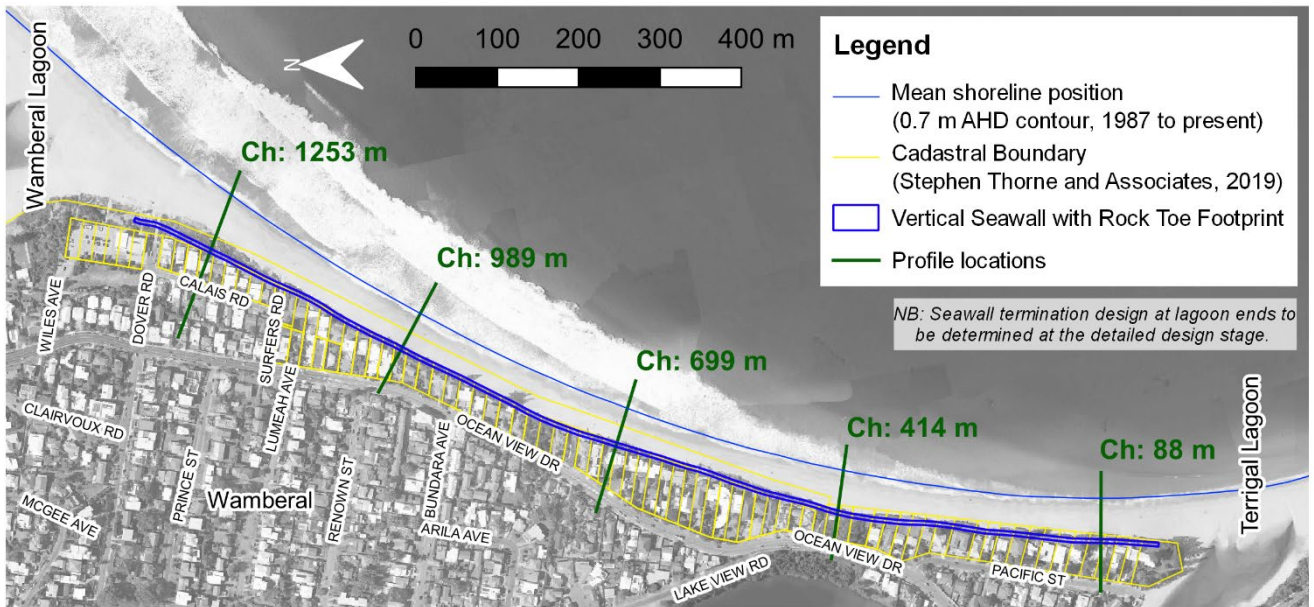 0 100 200 300 400 m
N
Legend
Mean shoreline position
(0.7 m AHD contour, 1987 to present)
Cadastral Boundary
(Stephen Thorne and Associates, 2019)
Vertical Seawall with Rock Toe Footprint
Profile locations
NB: Seawall termination design at lagoon ends to
be determined at the detailed design stage.
Wamberal Lagoon
Ch: 1253 m
Ch: 989 m
Ch: 699 m
Ch: 414 m
Ch: 88 m
Terrigal Lagoon
WILES AVE
DOVER RD
CALAIS RD
SURFERS RD
LUMEAH AVE
CLAIRVOUX RD
PRINCE ST
MCGEE AVE
Wamberal
RENOWN ST
BUNDARA AVE
ARILA AVE
OCEAN VIEW DR
LAKE VIEW RD
OCEAN VIEW DR
PACIFIC ST